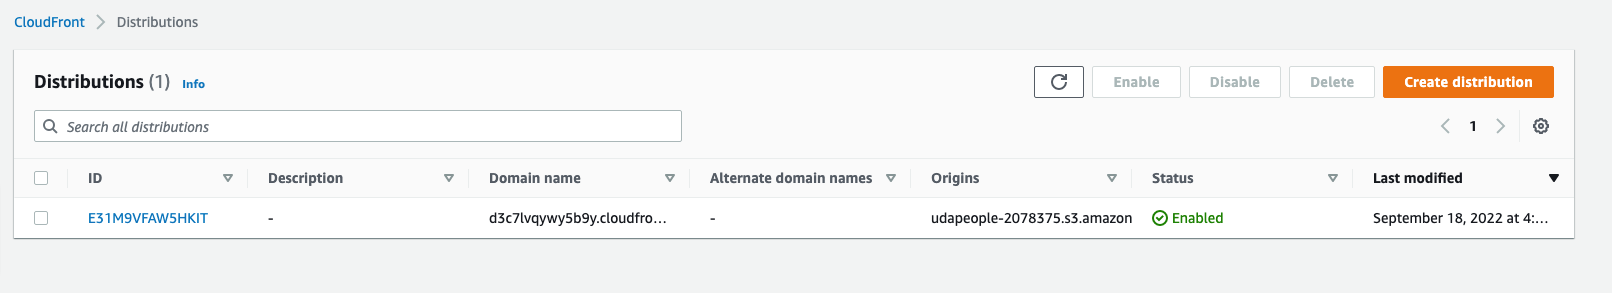 CloudFront > Distributions
Distributions (1) Info
Enable Disable Delete Create distribution
Search all distributions
1
ID Description Domain name Alternate domain names Origins Status Last modified
E31M9VFAW5HKIT - d3c7lvqywy5b9y.cloudfro... - udapeople-2078375.s3.amazon Enabled September 18, 2022 at 4:...